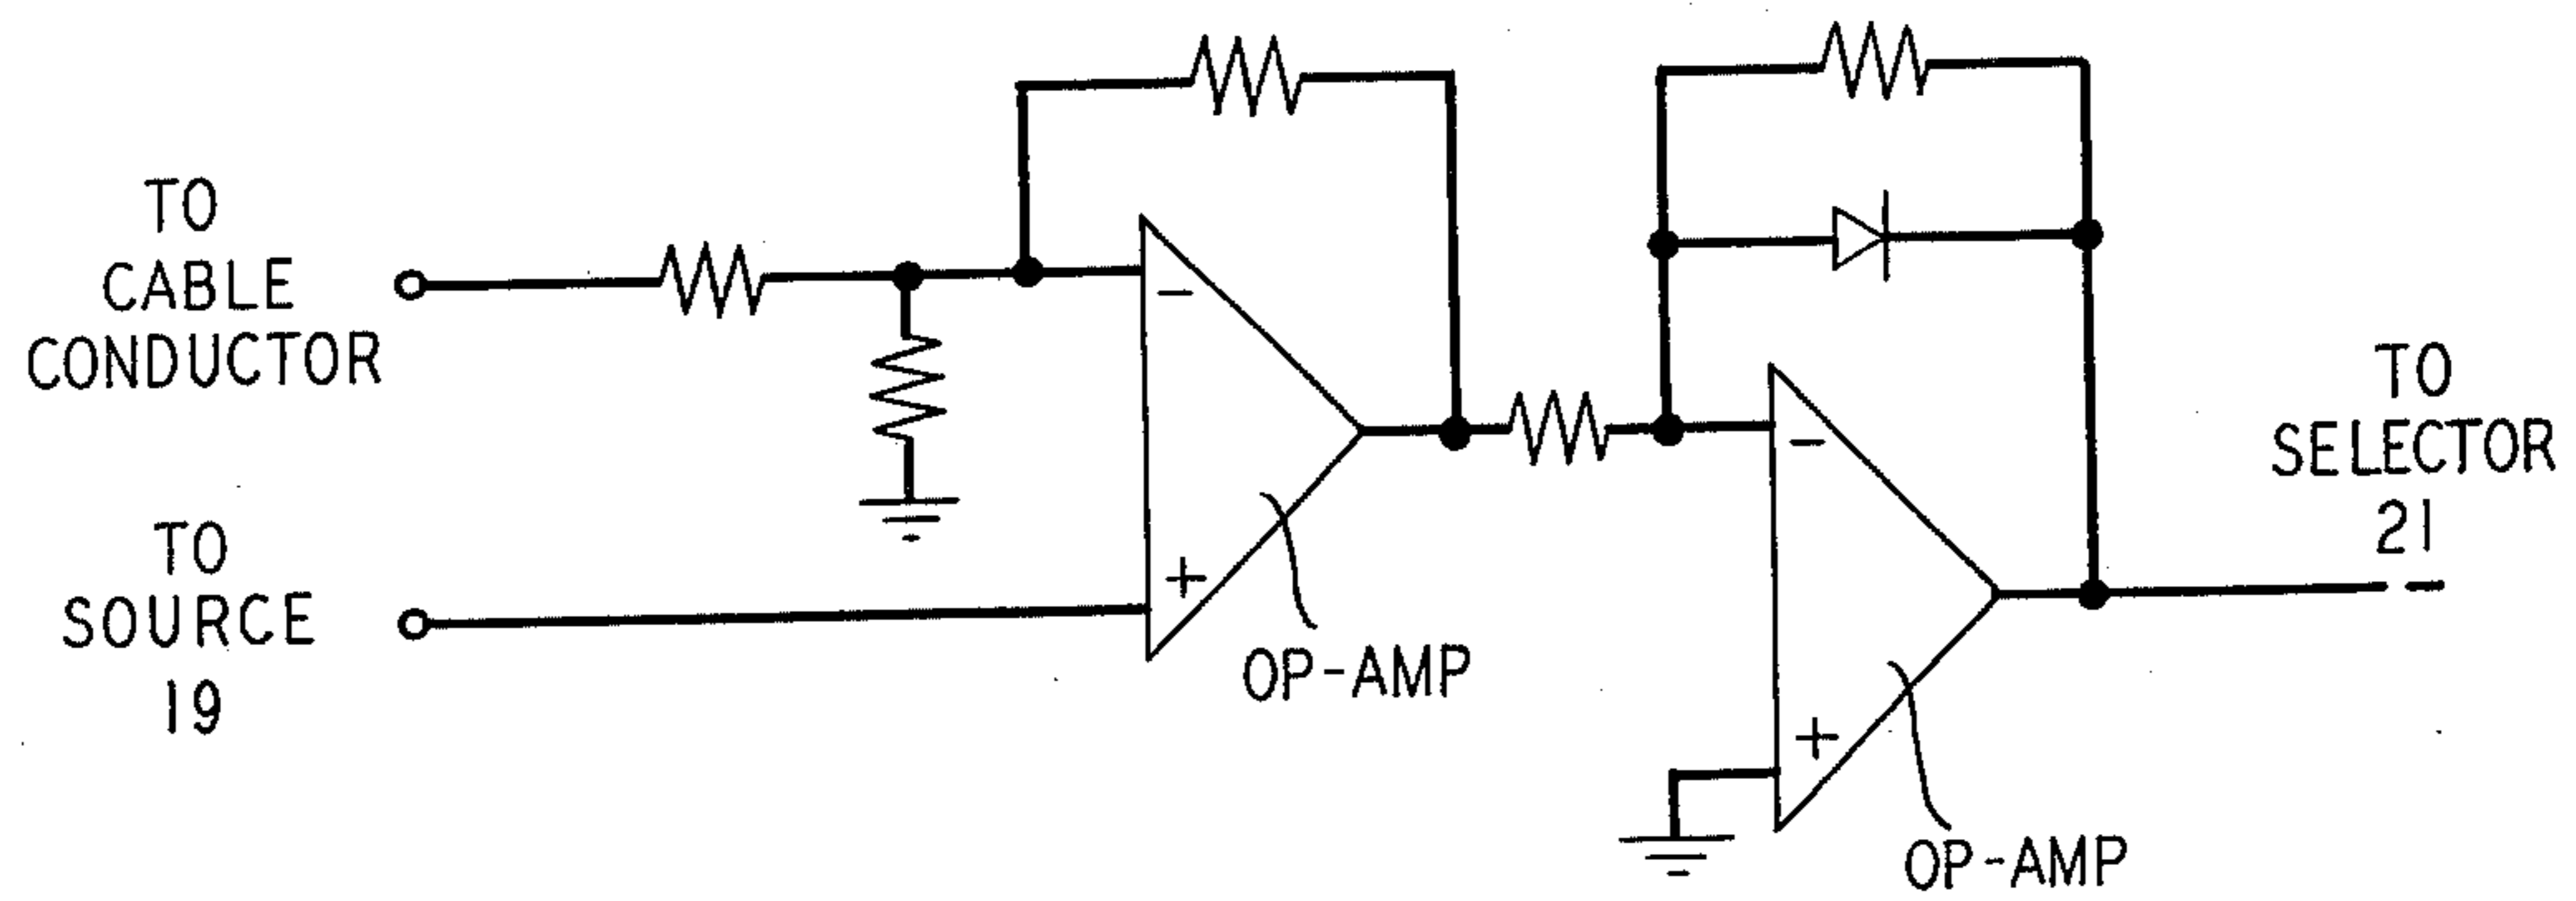 TO
CABLE
CONDUCTOR
TO
SOURCE
19
-
+
OP-AMP
-
+
OP-AMP
TO
SELECTOR
21